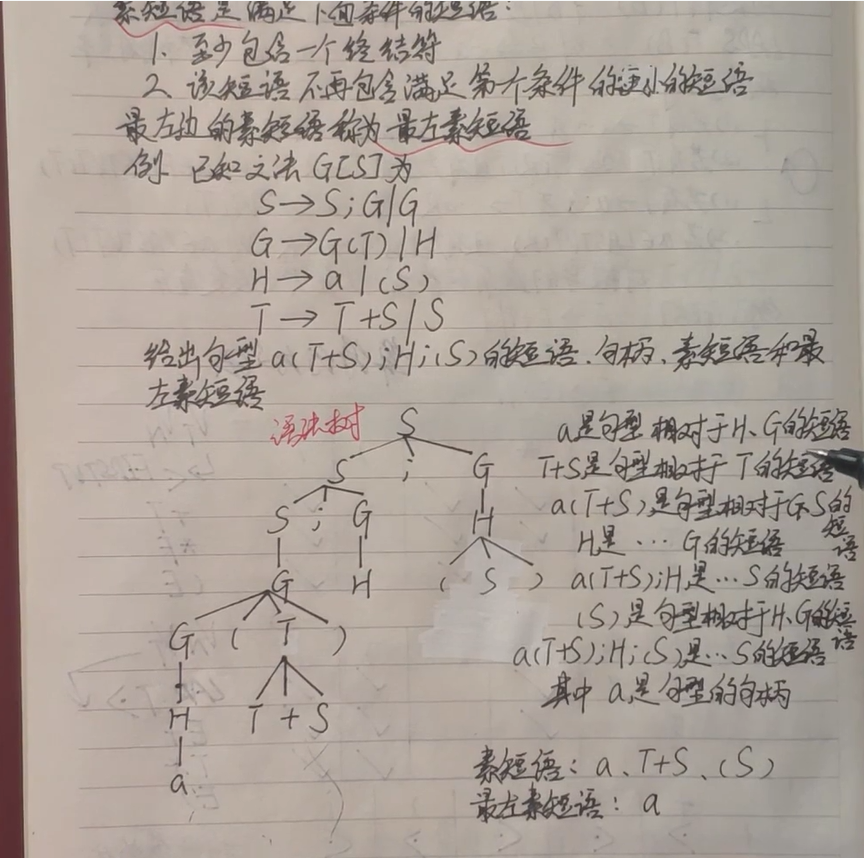 素短语是满足下面条件的短语:
1. 至少包含一个终结符
2. 该短语不再包含满足第一个条件的更小的短语
最左边的素短语称为最左素短语
例. 已知文法G[S]为
S→S;G|G
G→G(T)|H
H→a|(S)
T→T+S|S
给出句型a(T+S);H;(S)的短语、句柄、素短语和最
左素短语
语法树
S
S ; G
S ; G H
G H ( S )
G ( T )
H T + S
a
a是句型相对于H、G的短语
T+S是句型相对于T的短语
a(T+S)是句型相对于G、S的短语
H是…G的短语
a(T+S);H是…S的短语
(S)是句型相对于H、G的短语
a(T+S);H;(S)是…S的短语
其中a是句型的句柄
素短语:a、T+S、(S)
最左素短语:a